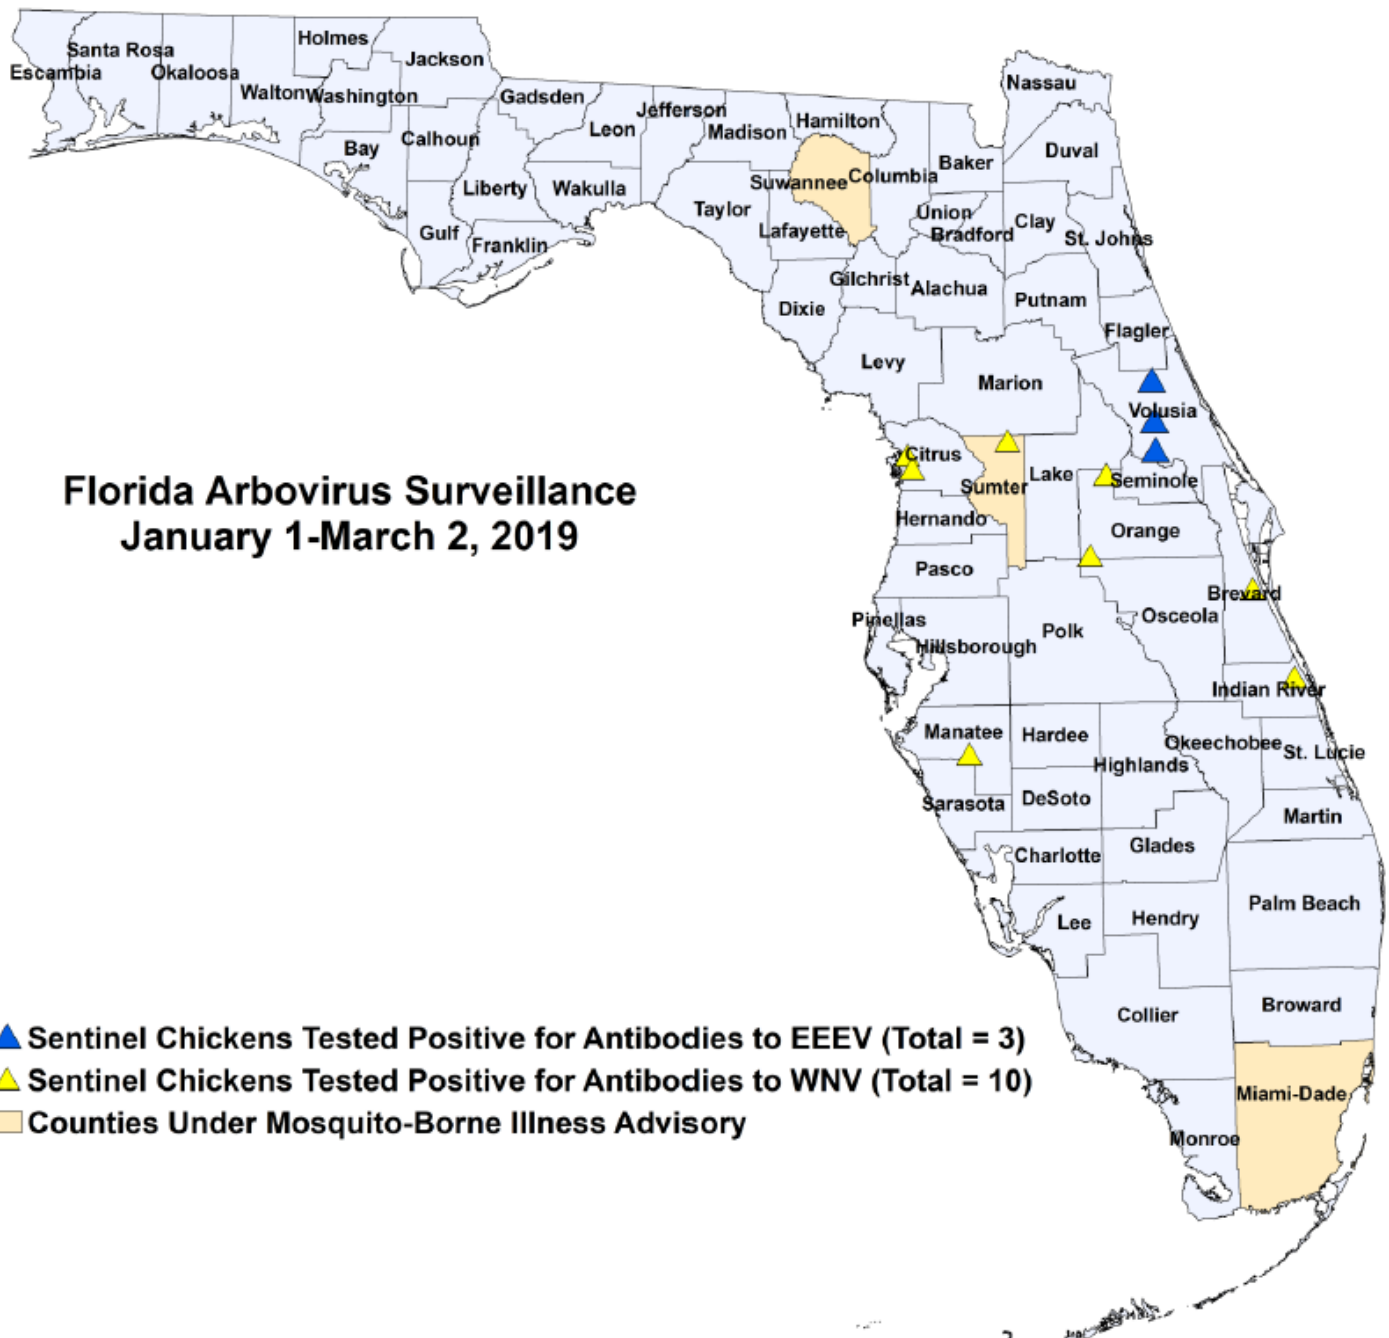 Holmes
Santa Rosa
Jackson
Escambia
Okaloosa
Walton
Washington
Gadsden
Nassau
Jefferson
Leon
Madison
Hamilton
Calhoun
Bay
Duval
Baker
Liberty
Wakulla
Suwannee
Columbia
Taylor
Union
Clay
Gulf
Franklin
Lafayette
Bradford
St. Johns
Gilchrist
Alachua
Putnam
Dixie
Flagler
Levy
Marion
Volusia
Citrus
Lake
Seminole
Sumter
Florida Arbovirus Surveillance
January 1-March 2, 2019
Hernando
Orange
Pasco
Brevard
Pinellas
Osceola
Polk
Hillsborough
Indian River
Manatee
Hardee
Okeechobee
St. Lucie
Highlands
Sarasota
DeSoto
Martin
Charlotte
Glades
Palm Beach
Lee
Hendry
Broward
Collier
Sentinel Chickens Tested Positive for Antibodies to EEEV (Total = 3)
Sentinel Chickens Tested Positive for Antibodies to WNV (Total = 10)
Miami-Dade
Counties Under Mosquito-Borne Illness Advisory
Monroe